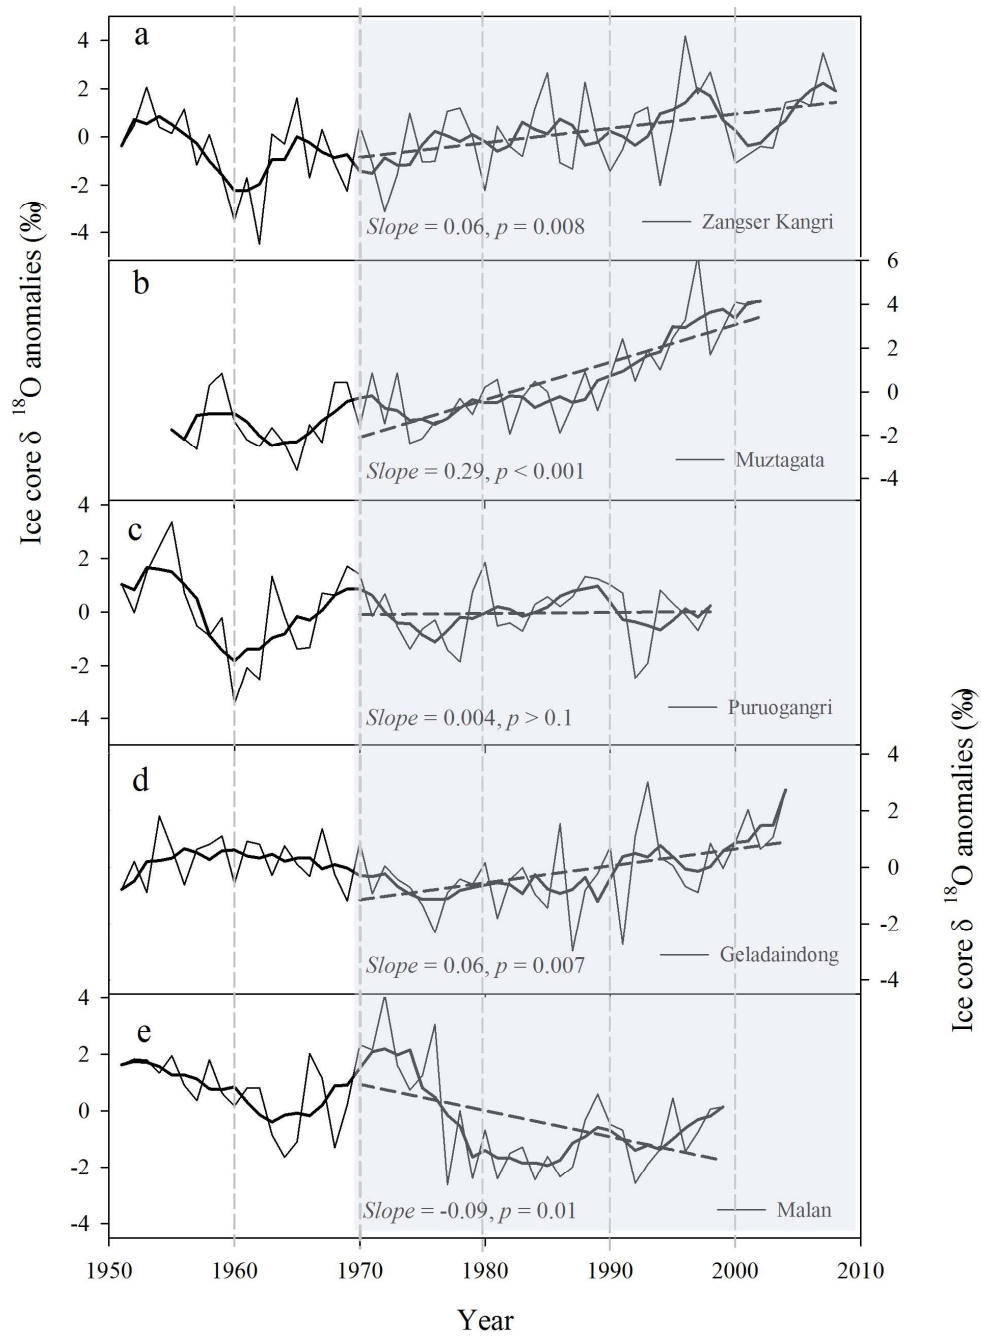 a
4
2
0
-2
-4
Slope = 0.06, p = 0.008
Zangser Kangri
b
6
4
2
0
-2
-4
Slope = 0.29, p < 0.001
Muztagata
c
4
2
0
-2
-4
Slope = 0.004, p > 0.1
Puruogangri
d
4
2
0
-2
-4
Slope = 0.06, p = 0.007
Geladaindong
e
4
2
0
-2
-4
Slope = -0.09, p = 0.01
Malan
1950 1960 1970 1980 1990 2000 2010
Year
Ice core δ ¹⁸O anomalies (‰)
Ice core δ ¹⁸O anomalies (‰)